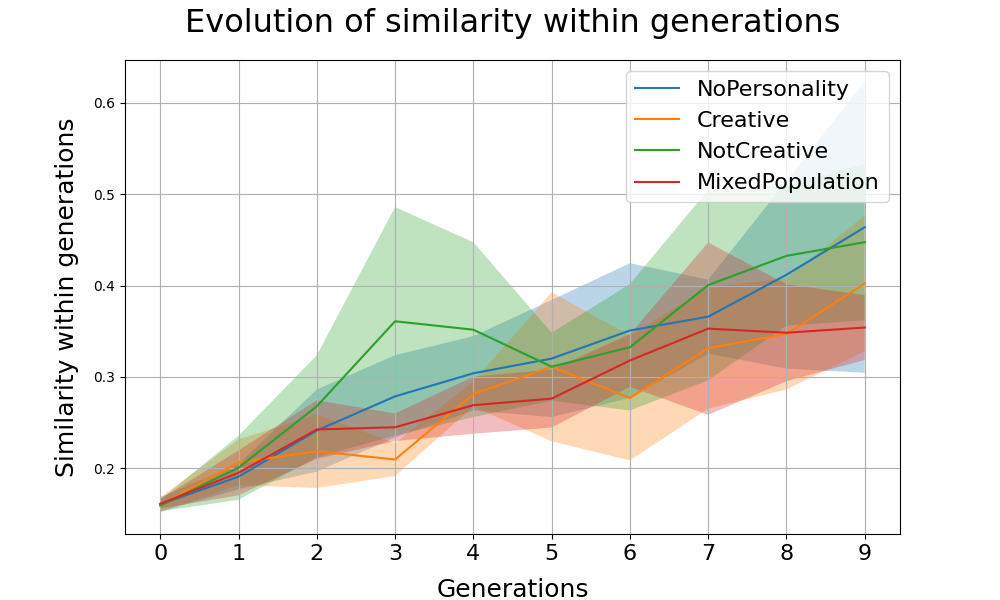 Evolution of similarity within generations
NoPersonality
Creative
NotCreative
MixedPopulation
Similarity within generations
0.6
0.5
0.4
0.3
0.2
0 1 2 3 4 5 6 7 8 9
Generations